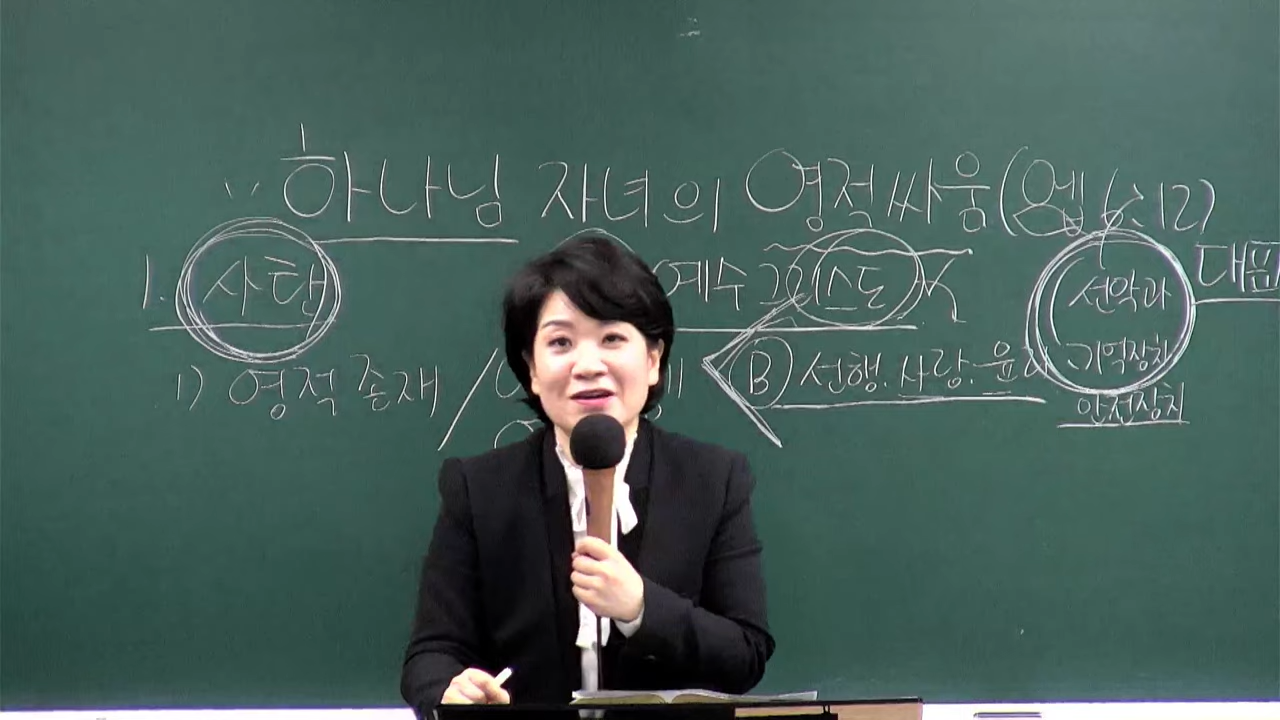 하나님 자녀의 영적싸움(엡 6:12)
1. 사탄 (예수 그리스도 선악과 대표
기억장치
1) 영적 존재 B 선행. 사랑. 윤리
안전장치